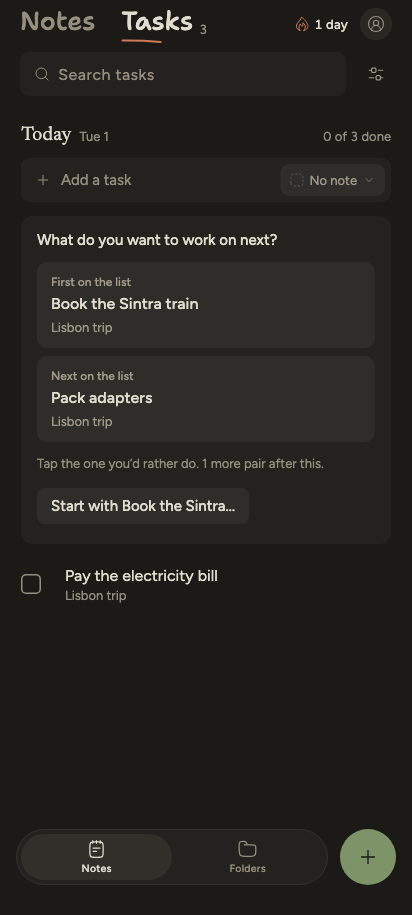 Notes Tasks 3 1 day
Search tasks
Today Tue 1 0 of 3 done
+ Add a task No note
What do you want to work on next?
First on the list
Book the Sintra train
Lisbon trip
Next on the list
Pack adapters
Lisbon trip
Tap the one you’d rather do. 1 more pair after this.
Start with Book the Sintra…
Pay the electricity bill
Lisbon trip
Notes Folders